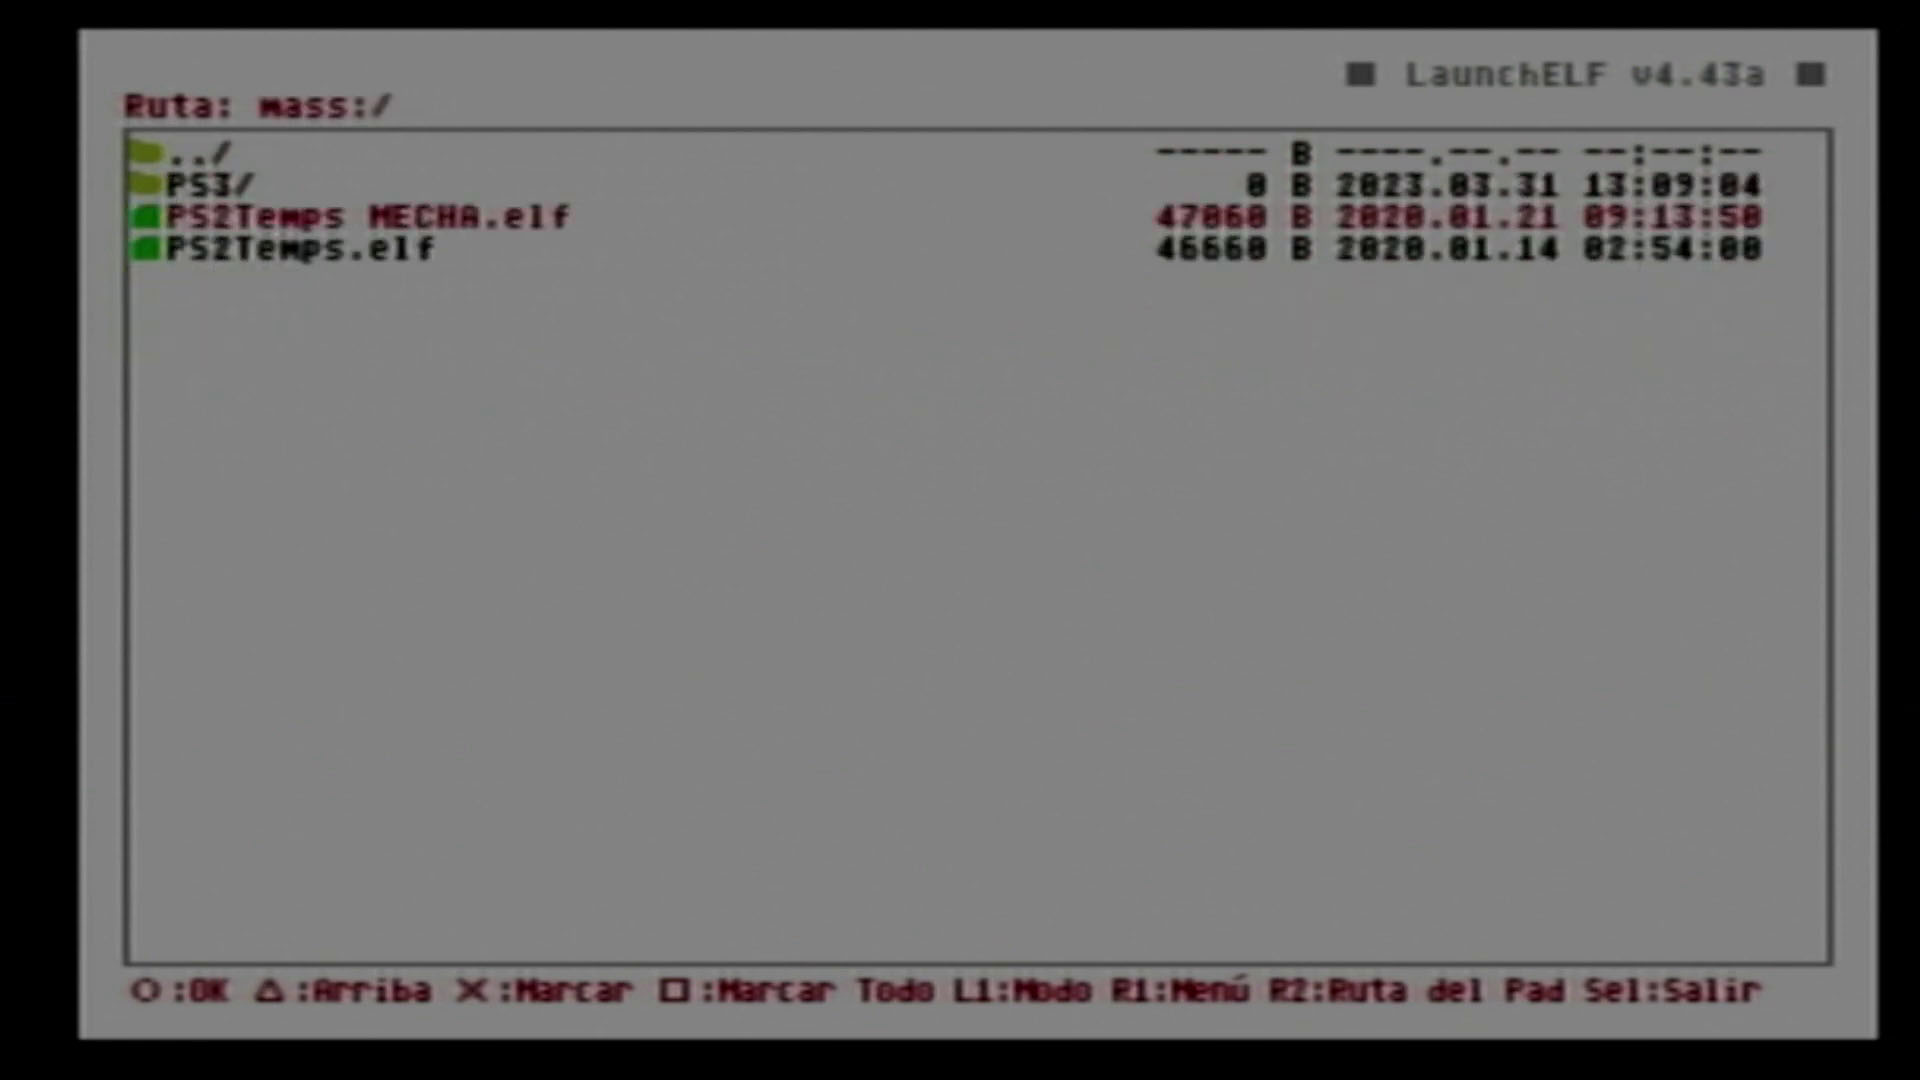 LaunchELF v4.43a
Ruta: mass:/
../ ----- B ----.--.-- --:--:--
PS3/ 0 B 2023.03.31 13:09:04
PS2Temps MECHA.elf 47060 B 2020.01.21 09:13:50
PS2Temps.elf 46660 B 2020.01.14 02:54:00
O:OK △:Arriba X:Marcar □:Marcar Todo L1:Modo R1:Menú R2:Ruta del Pad Sel:Salir